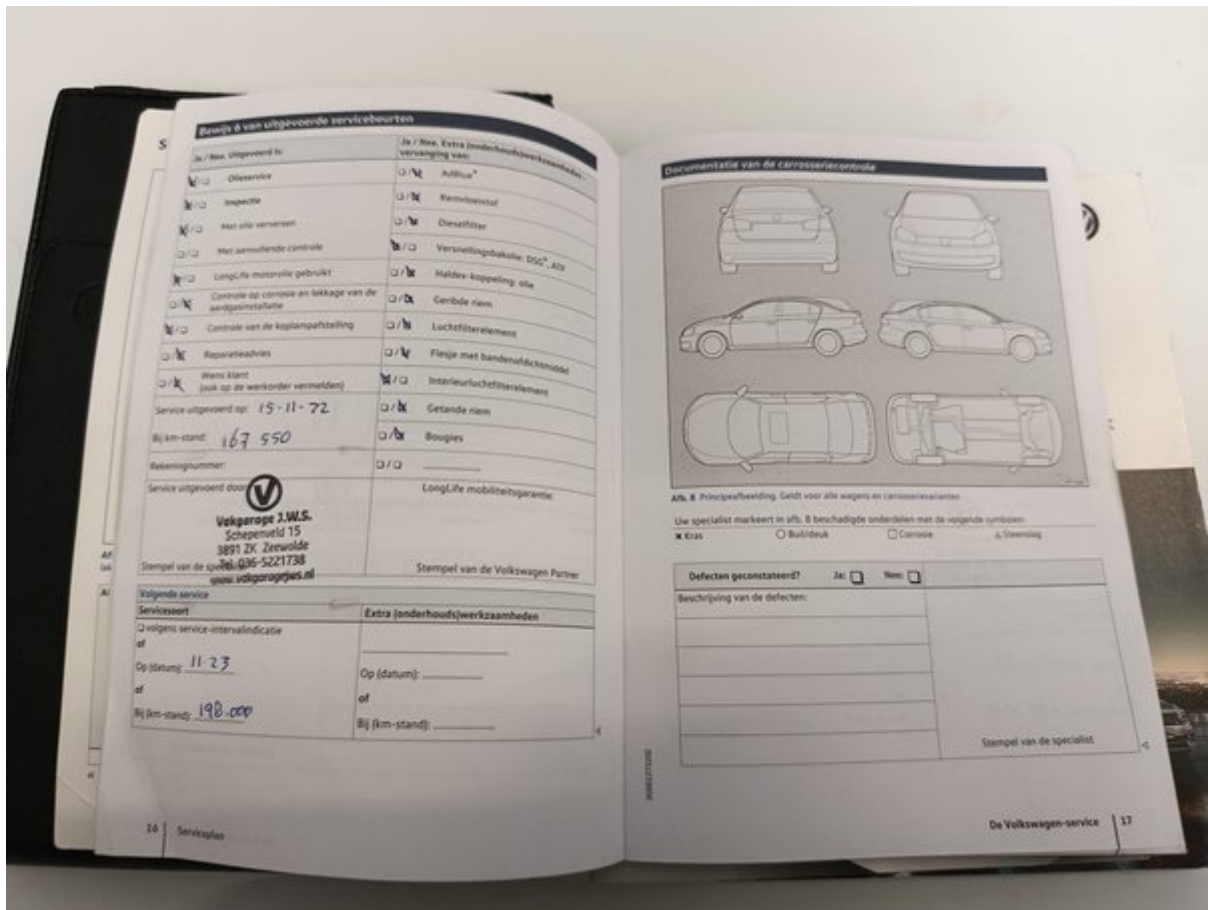 Bewijs 6 van uitgevoerde servicebeurten
Ja / Nee, Uitgevoerd is:
Olieservice
Inspectie
Met olie verversen
Met aanvullende controle
LongLife motorolie gebruikt
Controle op corrosie en lekkage van de
aardgasinstallatie
Controle van de koplampafstelling
Reparatieadvies
Wens klant
(ook op de werkorder vermelden)
Service uitgevoerd op: 15-11-22
Bij km-stand: 167 550
Rekeningnummer:
Service uitgevoerd door:
Vakgarage J.W.S.
Schepenveld 15
3891 ZK Zeewolde
Tel. 036-5221738
www.vakgaragejws.nl
Stempel van de specialist
Ja / Nee, Extra (onderhouds)werkzaamheden -
vervanging van:
AdBlue®
Remvloeistof
Dieselfilter
Versnellingsbakolie: DSG®, ATF
Haldex-koppeling: olie
Geribde riem
Luchtfilterelement
Flesje met bandenafdichtmiddel
Interieurluchtfilterelement
Getande riem
Bougies
LongLife mobiliteitsgarantie:
Stempel van de Volkswagen Partner
Volgende service
Servicesoort
volgens service-intervalindicatie
of
Op (datum): 11-23
of
Bij (km-stand): 198.000
Extra (onderhouds)werkzaamheden
Op (datum):
of
Bij (km-stand):
16 Serviceplan
Documentatie van de carrosseriecontrole
Afb. 8 Principeafbeelding. Geldt voor alle wagens en carrosserievarianten
Uw specialist markeert in afb. 8 beschadigde onderdelen met de volgende symbolen:
Kras Buil/deuk Corrosie Steenslag
Defecten geconstateerd? Ja: Nee:
Beschrijving van de defecten:
Stempel van de specialist
De Volkswagen-service 17